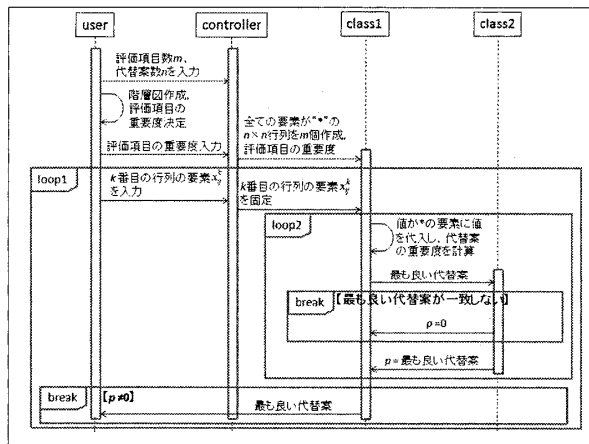 user
controller
class1
class2
評価項目数m、
代替案数nを入力
階層図作成,
評価項目の
重要度決定
評価項目の重要度入力
全ての要素が"*"の
n×n行列をm個作成,
評価項目の重要度
loop1
k番目の行列の要素x_ij^k
を入力
k番目の行列の要素x_ij^k
を固定
loop2
値が*の要素に値
を代入し、代替案
の重要度を計算
最も良い代替案
break
【最も良い代替案が一致しない】
p=0
p=最も良い代替案
break
【p≠0】
最も良い代替案